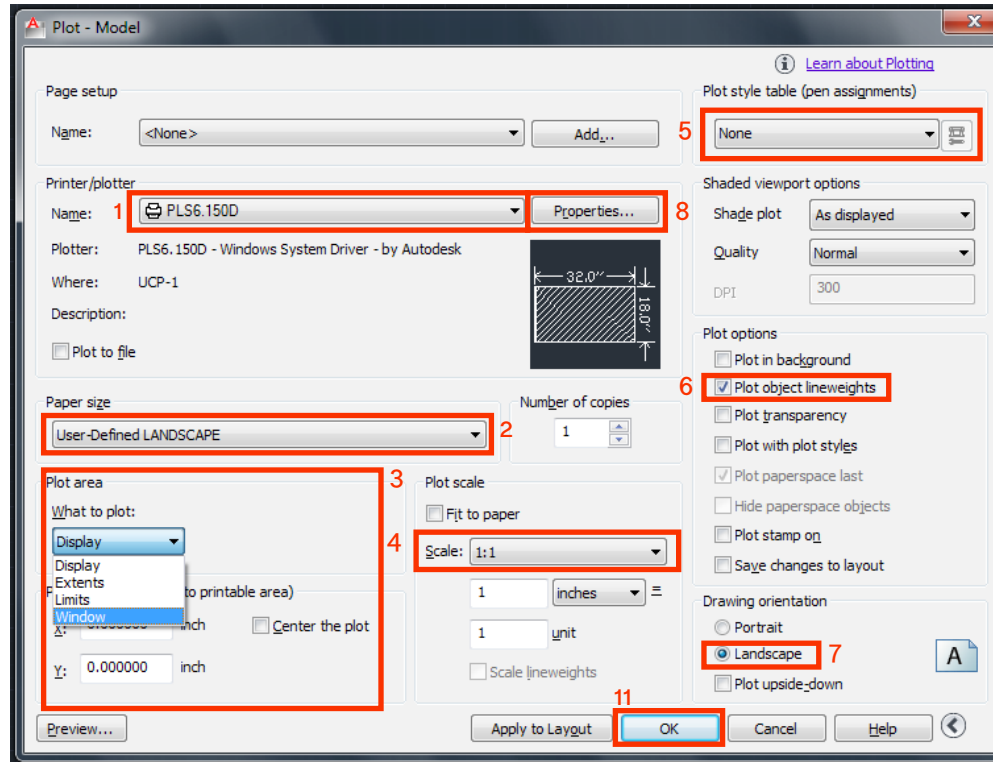 Plot - Model
Learn about Plotting
Page setup
Name: <None> Add...
Plot style table (pen assignments)
5 None
Printer/plotter
Name: 1 PLS6.150D Properties... 8
Plotter: PLS6.150D - Windows System Driver - by Autodesk
Where: UCP-1
Description:
Plot to file
32.0″
18.0″
Shaded viewport options
Shade plot As displayed
Quality Normal
DPI 300
Plot options
Plot in background
6 Plot object lineweights
Plot transparency
Plot with plot styles
Plot paperspace last
Hide paperspace objects
Plot stamp on
Save changes to layout
Paper size
User-Defined LANDSCAPE 2
Number of copies
1
Plot area 3
What to plot:
Display
Display
Extents
Limits
Window
to printable area)
X: inch Center the plot
Y: 0.000000 inch
Plot scale
Fit to paper
4 Scale: 1:1
1 inches =
1 unit
Scale lineweights
Drawing orientation
Portrait
Landscape 7
Plot upside-down
A
11
Preview... Apply to Layout OK Cancel Help